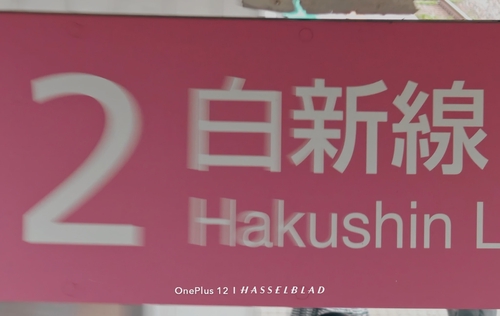 2 白新線
Hakushin L
OnePlus 12 | HASSELBLAD